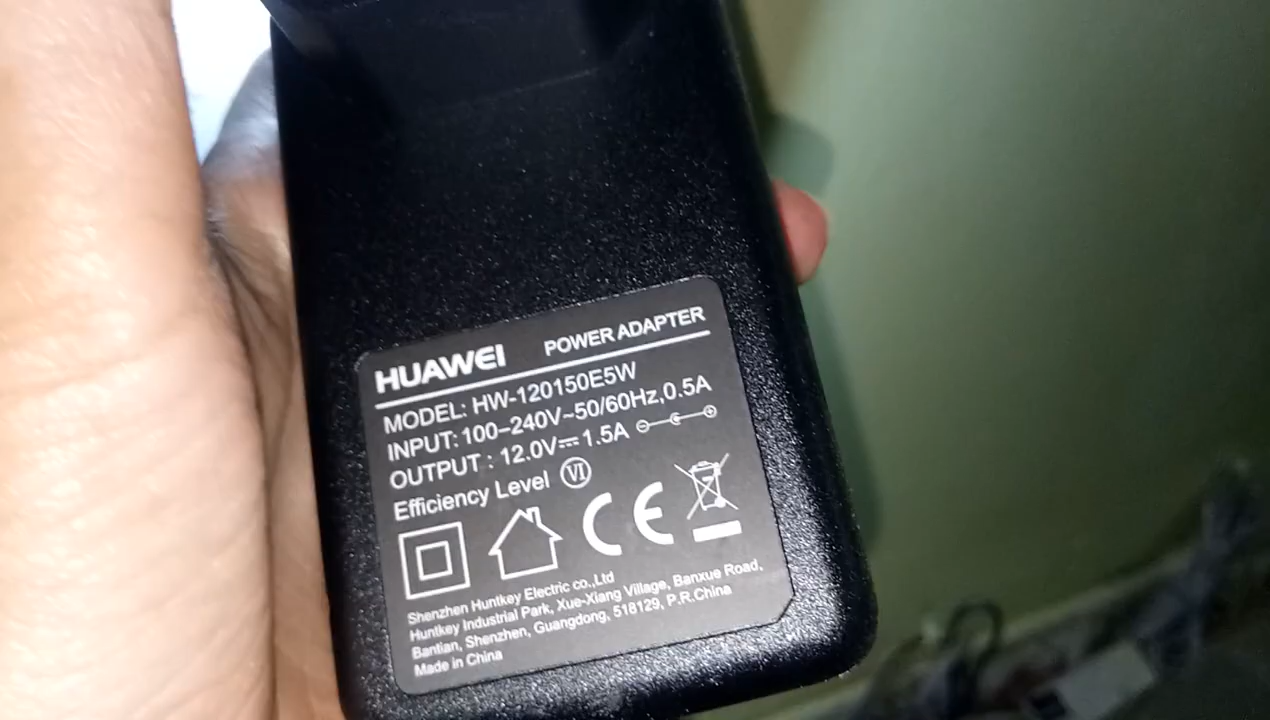 HUAWEI POWER ADAPTER
MODEL: HW-120150E5W
INPUT: 100-240V~50/60Hz,0.5A
OUTPUT : 12.0V⎓1.5A
Efficiency Level VI
CE
Shenzhen Huntkey Electric co.,Ltd
Huntkey Industrial Park, Xue-Xiang Village, Banxue Road,
Bantian, Shenzhen, Guangdong, 518129, P.R.China
Made in China